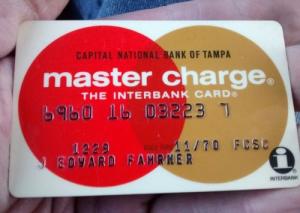 CAPITAL NATIONAL BANK OF TAMPA
master charge®
THE INTERBANK CARD®
6960 16 03223 7
1229 11/70 FCSC
J EDWARD FAHRNER
i
INTERBANK